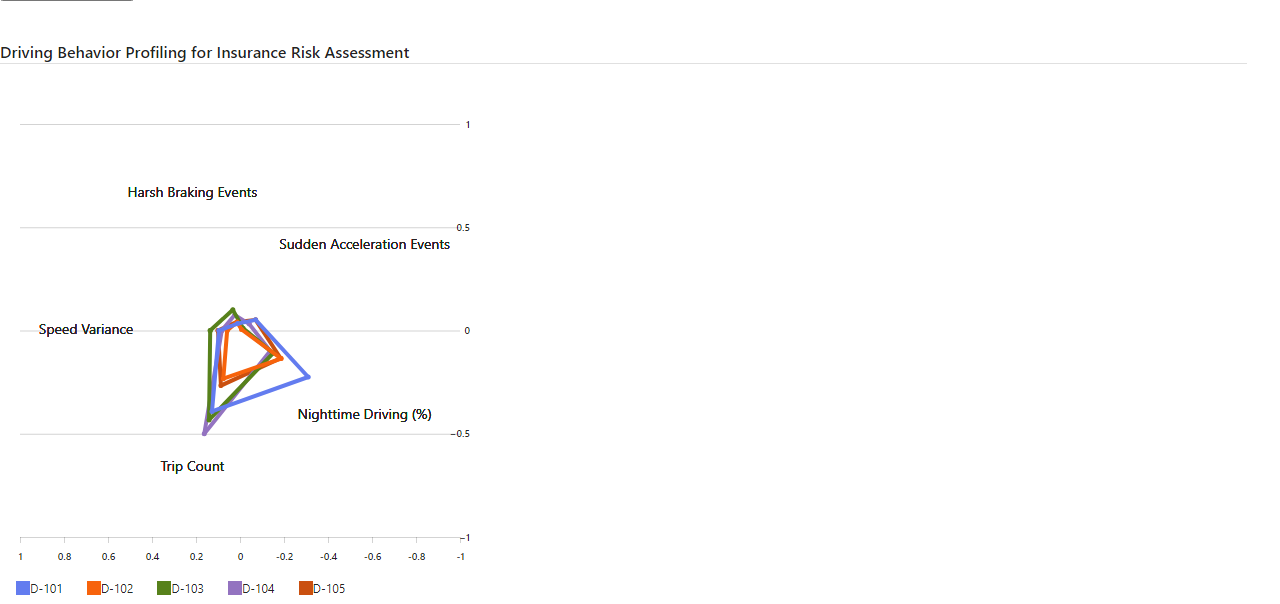 Driving Behavior Profiling for Insurance Risk Assessment
1
Harsh Braking Events
0.5
Sudden Acceleration Events
Speed Variance
0
Nighttime Driving (%)
−0.5
Trip Count
−1
1 0.8 0.6 0.4 0.2 0 -0.2 -0.4 -0.6 -0.8 -1
D-101 D-102 D-103 D-104 D-105